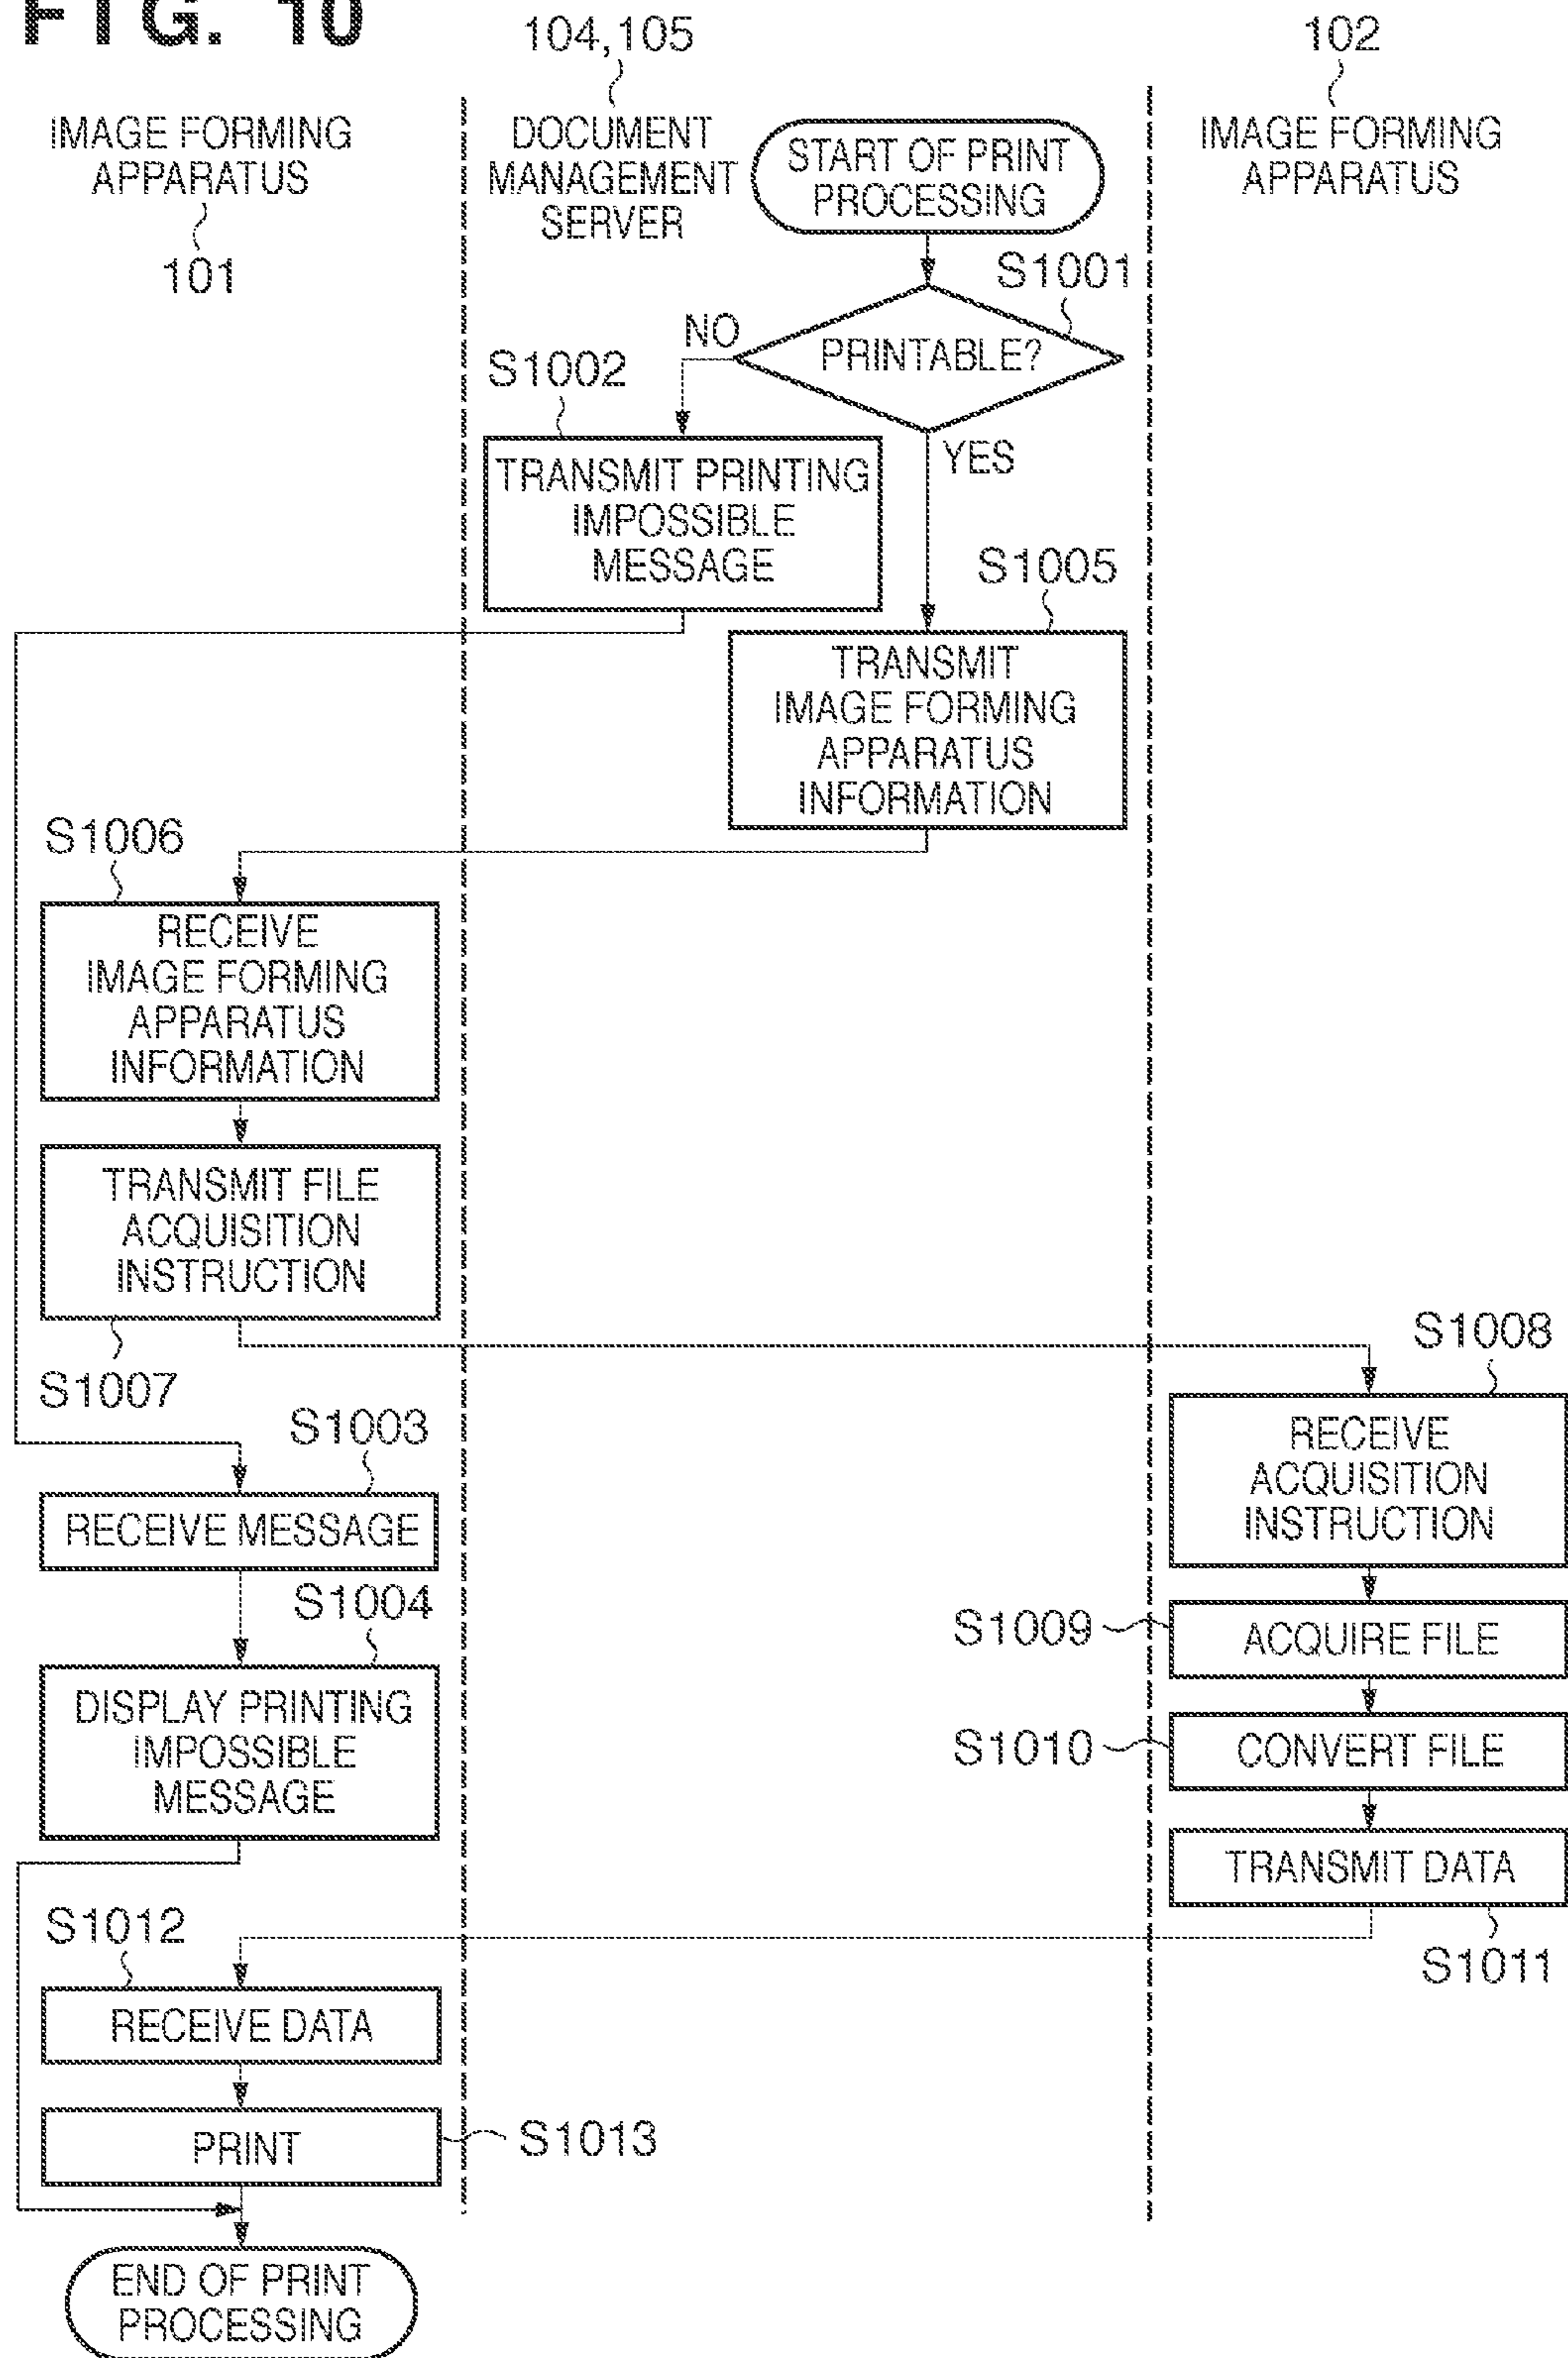 FIG. 10
104,105
102
IMAGE FORMING
APPARATUS
101
DOCUMENT
MANAGEMENT
SERVER
START OF PRINT
PROCESSING
IMAGE FORMING
APPARATUS
S1001
PRINTABLE?
NO
YES
S1002
TRANSMIT PRINTING
IMPOSSIBLE
MESSAGE
S1005
TRANSMIT
IMAGE FORMING
APPARATUS
INFORMATION
S1006
RECEIVE
IMAGE FORMING
APPARATUS
INFORMATION
TRANSMIT FILE
ACQUISITION
INSTRUCTION
S1007
S1008
RECEIVE
ACQUISITION
INSTRUCTION
S1003
RECEIVE MESSAGE
S1004
DISPLAY PRINTING
IMPOSSIBLE
MESSAGE
S1009
ACQUIRE FILE
S1010
CONVERT FILE
TRANSMIT DATA
S1011
S1012
RECEIVE DATA
PRINT
S1013
END OF PRINT
PROCESSING